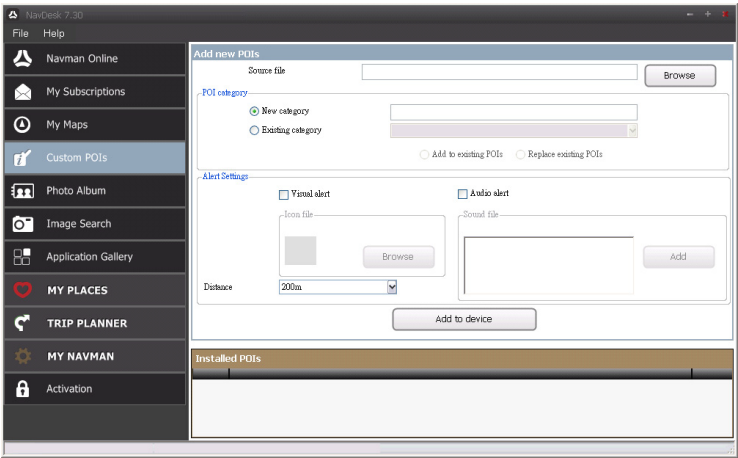 NavDesk 7.30
File Help
Navman Online
My Subscriptions
My Maps
Custom POIs
Photo Album
Image Search
Application Gallery
MY PLACES
TRIP PLANNER
MY NAVMAN
Activation
Add new POIs
Source file
Browse
POI category
New category
Existing category
Add to existing POIs Replace existing POIs
Alert Settings
Visual alert Audio alert
Icon file Sound file
Browse Add
Distance 200m
Add to device
Installed POIs